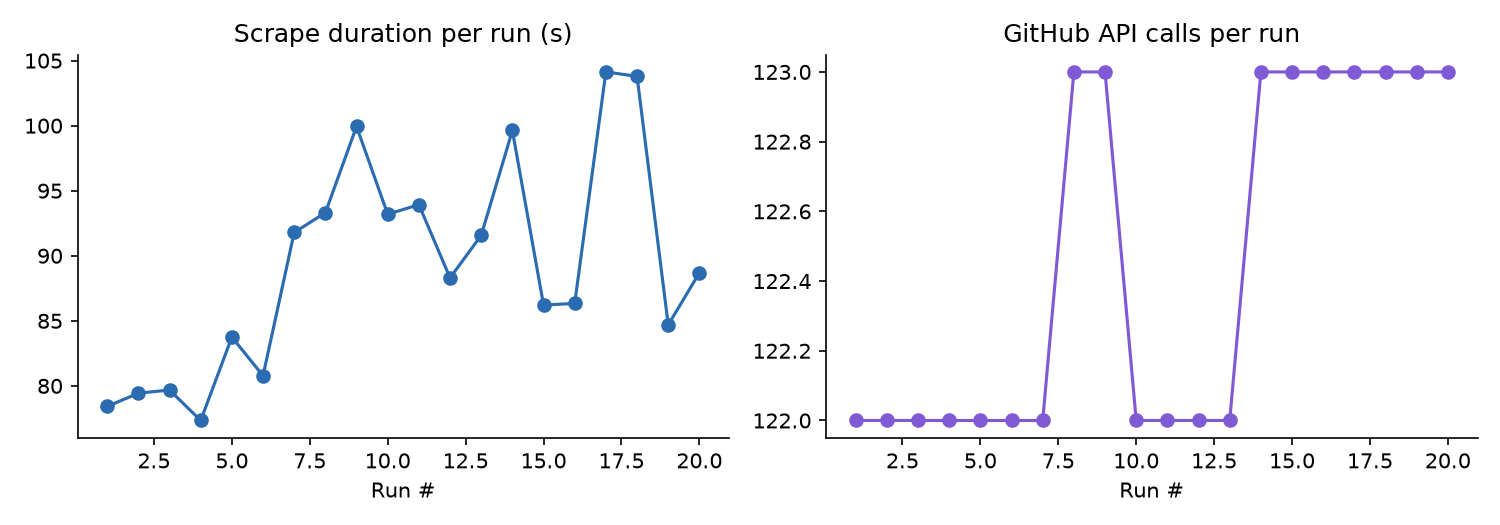 Scrape duration per run (s)
105
100
95
90
85
80
2.5 5.0 7.5 10.0 12.5 15.0 17.5 20.0
Run #
GitHub API calls per run
123.0
122.8
122.6
122.4
122.2
122.0
2.5 5.0 7.5 10.0 12.5 15.0 17.5 20.0
Run #